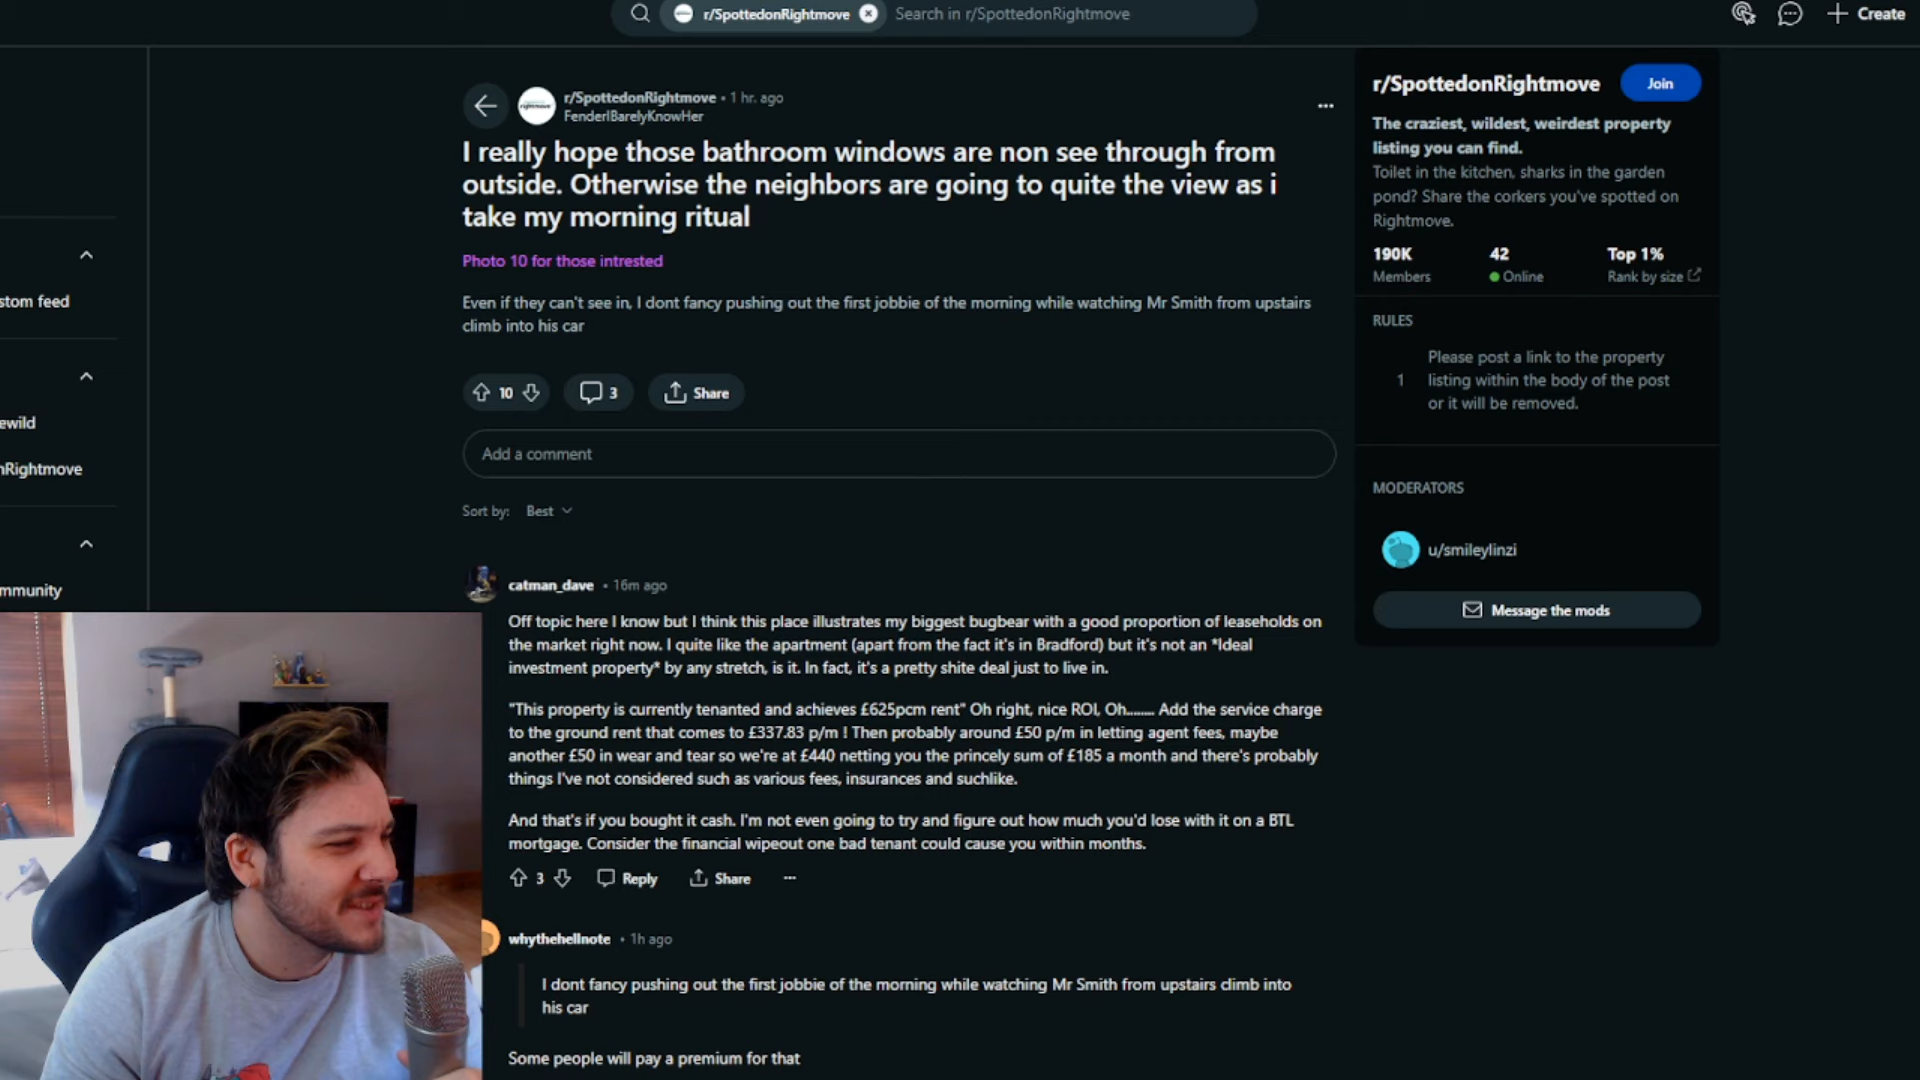 r/SpottedonRightmove
Search in r/SpottedonRightmove
Create
r/SpottedonRightmove • 1 hr. ago
FenderIBarelyKnowHer
I really hope those bathroom windows are non see through from
outside. Otherwise the neighbors are going to quite the view as i
take my morning ritual
Photo 10 for those intrested
Even if they can't see in, I dont fancy pushing out the first jobbie of the morning while watching Mr Smith from upstairs
climb into his car
10
3
Share
Add a comment
Sort by: Best
catman_dave • 16m ago
Off topic here I know but I think this place illustrates my biggest bugbear with a good proportion of leaseholds on
the market right now. I quite like the apartment (apart from the fact it's in Bradford) but it's not an *Ideal
investment property* by any stretch, is it. In fact, it's a pretty shite deal just to live in.
"This property is currently tenanted and achieves £625pcm rent" Oh right, nice ROI, Oh........ Add the service charge
to the ground rent that comes to £337.83 p/m ! Then probably around £50 p/m in letting agent fees, maybe
another £50 in wear and tear so we're at £440 netting you the princely sum of £185 a month and there's probably
things I've not considered such as various fees, insurances and suchlike.
And that's if you bought it cash. I'm not even going to try and figure out how much you'd lose with it on a BTL
mortgage. Consider the financial wipeout one bad tenant could cause you within months.
3
Reply
Share
whythehellnote • 1h ago
I dont fancy pushing out the first jobbie of the morning while watching Mr Smith from upstairs climb into
his car
Some people will pay a premium for that
r/SpottedonRightmove
Join
The craziest, wildest, weirdest property
listing you can find.
Toilet in the kitchen, sharks in the garden
pond? Share the corkers you've spotted on
Rightmove.
190K
42
Top 1%
Members
Online
Rank by size
RULES
1
Please post a link to the property
listing within the body of the post
or it will be removed.
MODERATORS
u/smileylinzi
Message the mods
stom feed
ewild
nRightmove
mmunity